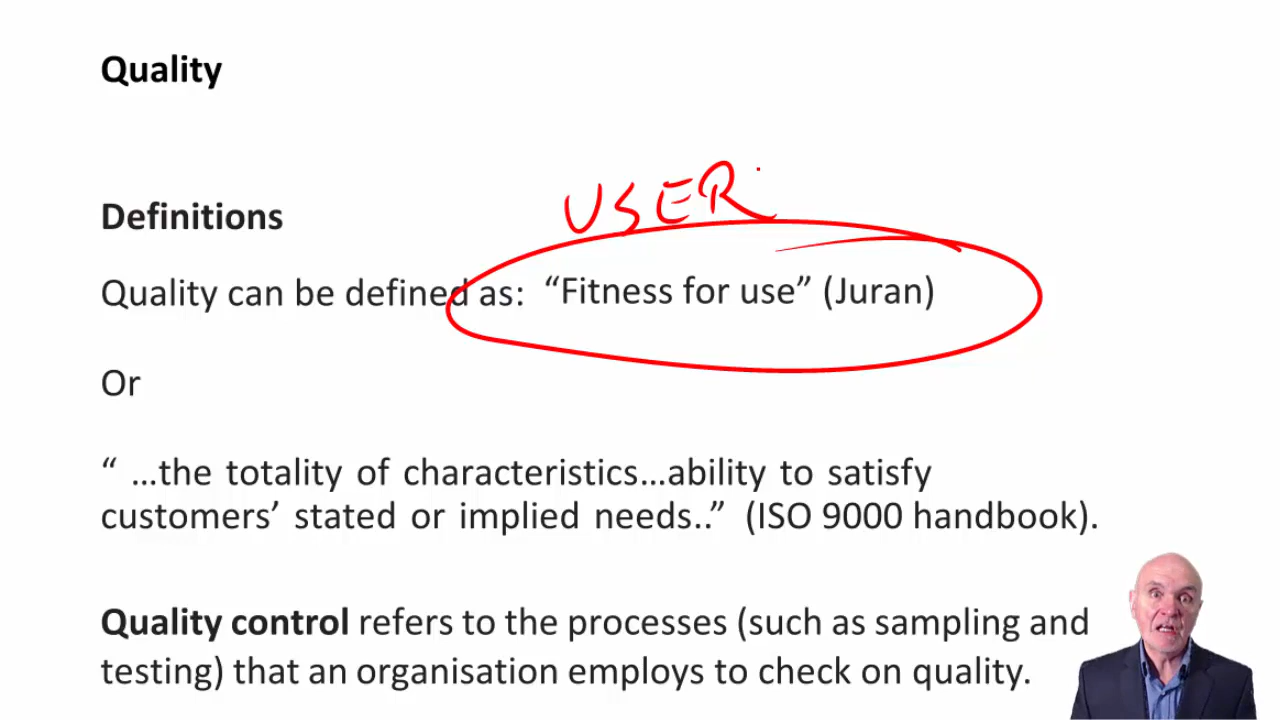 Quality
USER
Definitions
Quality can be defined as: “Fitness for use” (Juran)
Or
“ …the totality of characteristics…ability to satisfy
customers’ stated or implied needs..” (ISO 9000 handbook).
Quality control refers to the processes (such as sampling and
testing) that an organisation employs to check on quality.